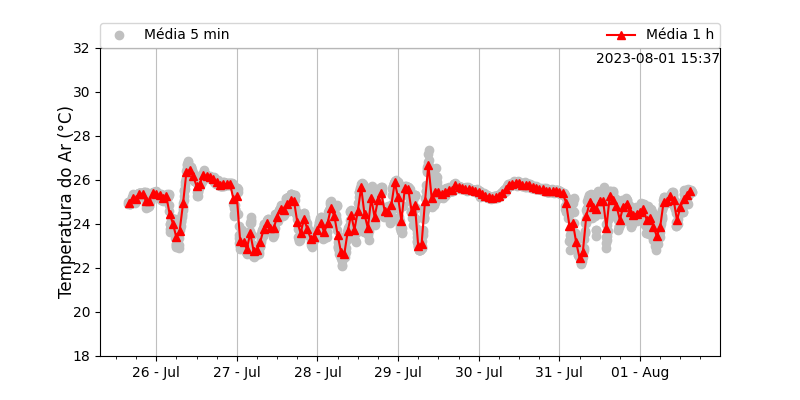 Média 5 min
Média 1 h
2023-08-01 15:37
Temperatura do Ar (°C)
32
30
28
26
24
22
20
18
26 - Jul
27 - Jul
28 - Jul
29 - Jul
30 - Jul
31 - Jul
01 - Aug